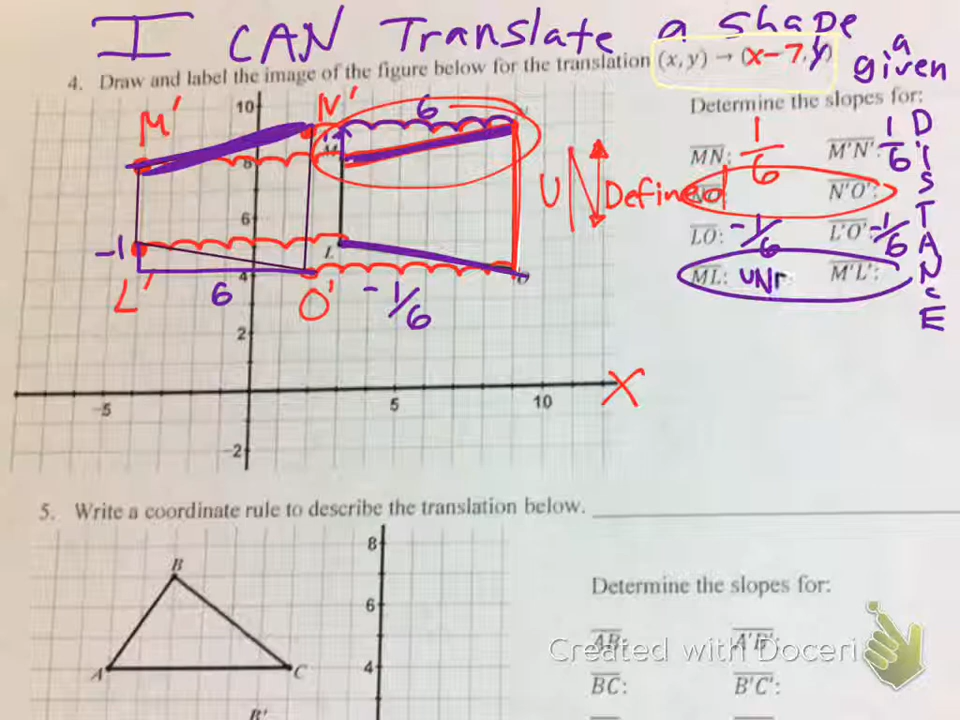 I CAN Translate a shape
a given
DISTANCE
4. Draw and label the image of the figure below for the translation (x, y) → (x-7, y)
Determine the slopes for:
MN: 1/6 M'N': 1/6
N'O':
LO: -1/6 L'O': -1/6
ML: UN M'L':
M' N' 6
10
8
6
4
2
-2
-5 5 10
X
UNDefined
-1
L
L' 6 O' -1/6
5. Write a coordinate rule to describe the translation below.
8
6
4
B
A C
B'
Determine the slopes for:
AB: A'B':
BC: B'C':
Created with Doceri